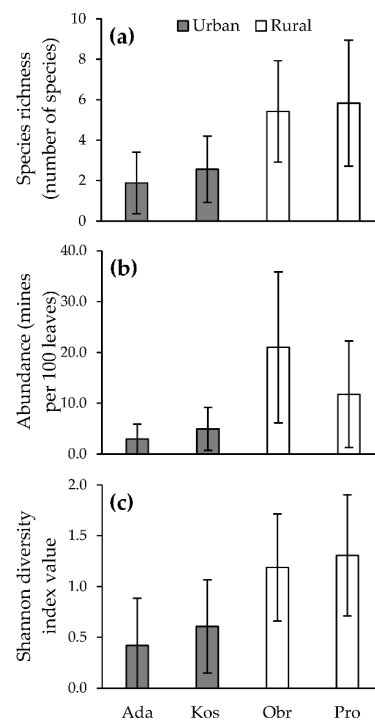 (a)
Urban Rural
Species richness
(number of species)
10
8
6
4
2
0
(b)
Abundance (mines
per 100 leaves)
40.0
30.0
20.0
10.0
0.0
(c)
Shannon diversity
index value
2.0
1.5
1.0
0.5
0.0
Ada Kos Obr Pro